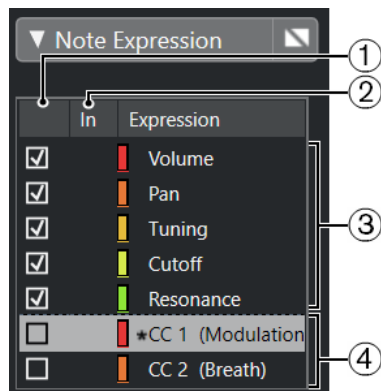 Note Expression
1
2
In Expression
Volume
Pan
Tuning
3
Cutoff
Resonance
*CC 1 (Modulation
4
CC 2 (Breath)